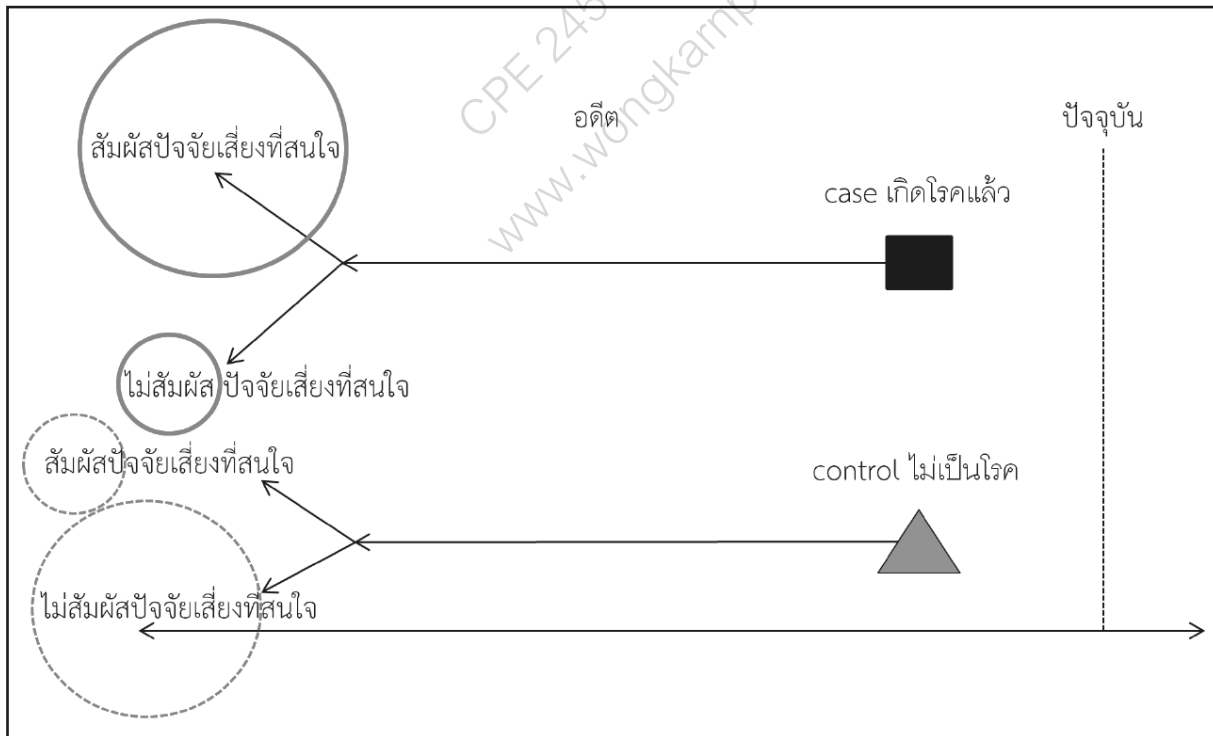 CPE 245
www.wongkarnp
อดีต
ปัจจุบัน
สัมผัสปัจจัยเสี่ยงที่สนใจ
case เกิดโรคแล้ว
ไม่สัมผัส ปัจจัยเสี่ยงที่สนใจ
สัมผัสปัจจัยเสี่ยงที่สนใจ
control ไม่เป็นโรค
ไม่สัมผัสปัจจัยเสี่ยงที่สนใจ